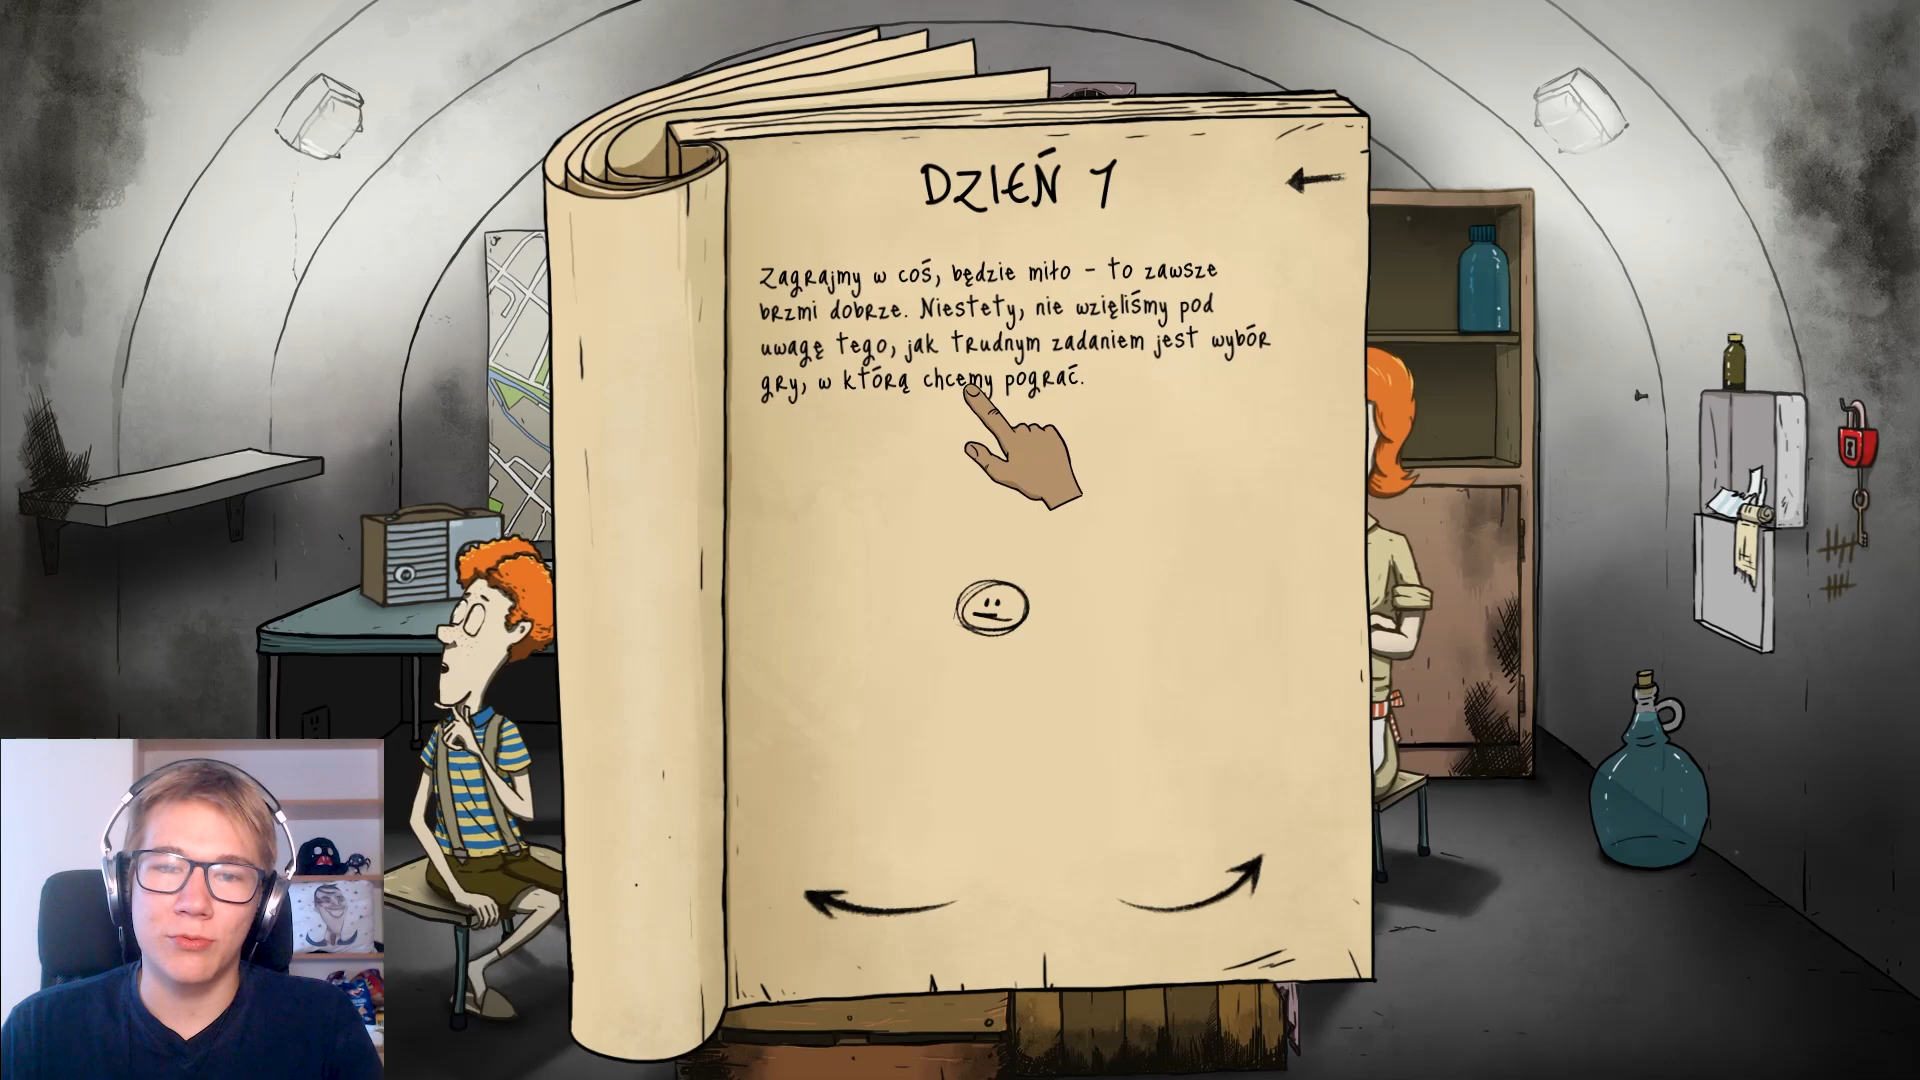 DZIEŃ 7
Zagrajmy w coś, będzie miło - to zawsze
brzmi dobrze. Niestety, nie wzięliśmy pod
uwagę tego, jak trudnym zadaniem jest wybór
gry, w którą chcemy pograć.